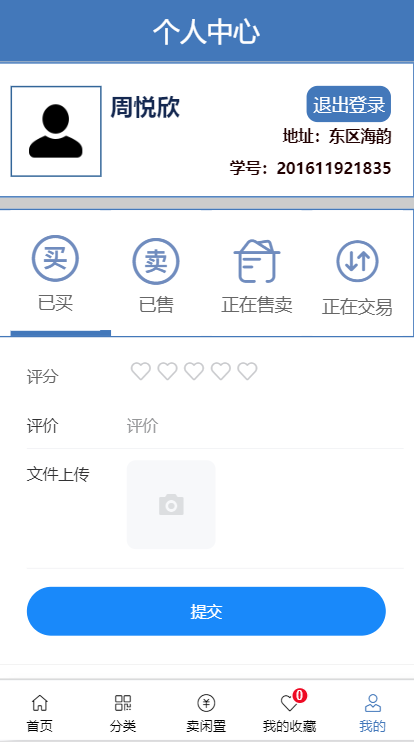 个人中心
周悦欣
退出登录
地址：东区海韵
学号：201611921835
买 卖
已买 已售 正在售卖 正在交易
评分
评价 评价
文件上传
提交
0
首页 分类 卖闲置 我的收藏 我的